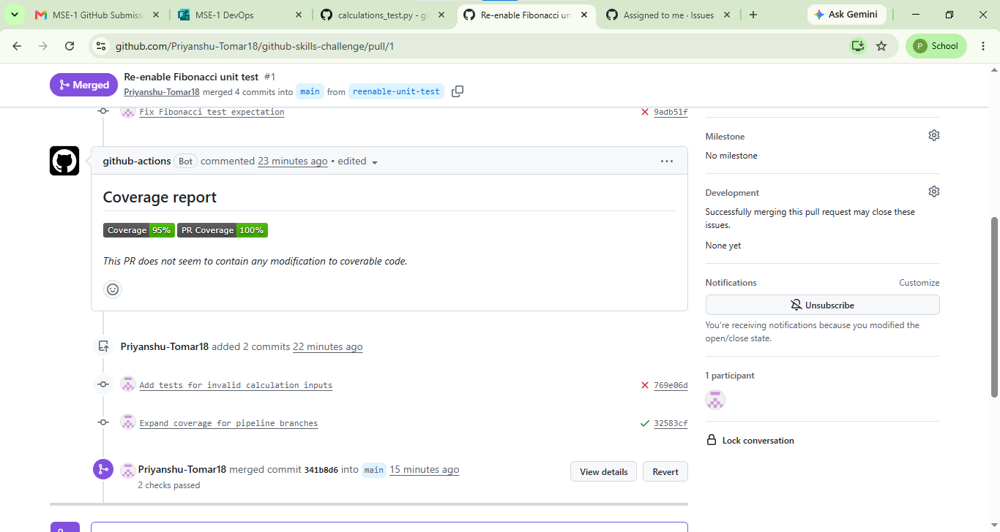 MSE-1 GitHub Submiss
MSE-1 DevOps
calculations_test.py - gi
Re-enable Fibonacci un
Assigned to me · Issues
Ask Gemini
github.com/Priyanshu-Tomar18/github-skills-challenge/pull/1
P School
Merged
Re-enable Fibonacci unit test #1
Priyanshu-Tomar18 merged 4 commits into main from reenable-unit-test
Fix Fibonacci test expectation 9adb51f
github-actions Bot commented 23 minutes ago • edited
Coverage report
Coverage 95% PR Coverage 100%
This PR does not seem to contain any modification to coverable code.
Priyanshu-Tomar18 added 2 commits 22 minutes ago
Add tests for invalid calculation inputs 769e06d
Expand coverage for pipeline branches 32583cf
Priyanshu-Tomar18 merged commit 341b8d6 into main 15 minutes ago
2 checks passed
View details
Revert
Milestone
No milestone
Development
Successfully merging this pull request may close these
issues.
None yet
Notifications Customize
Unsubscribe
You're receiving notifications because you modified the
open/close state.
1 participant
Lock conversation